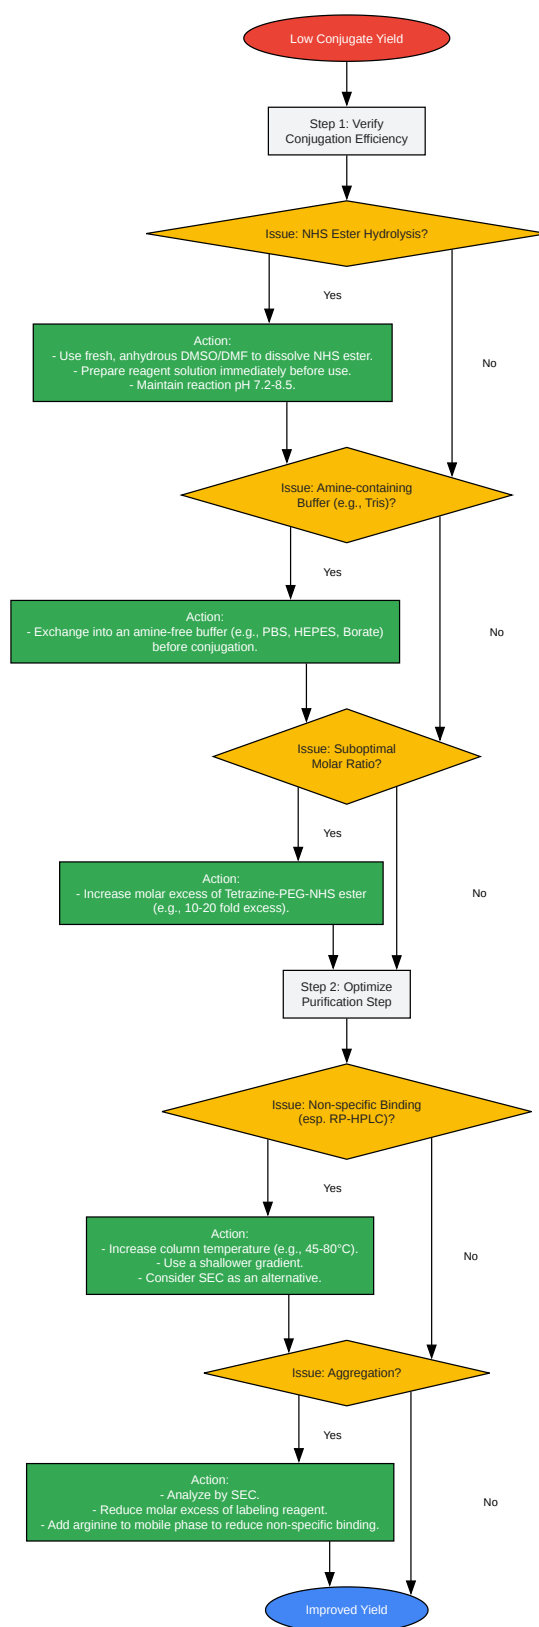 Low Conjugate Yield
Step 1: Verify
Conjugation Efficiency
Issue: NHS Ester Hydrolysis?
Yes
No
Action:
- Use fresh, anhydrous DMSO/DMF to dissolve NHS ester.
- Prepare reagent solution immediately before use.
- Maintain reaction pH 7.2-8.5.
Issue: Amine-containing
Buffer (e.g., Tris)?
Yes
No
Action:
- Exchange into an amine-free buffer (e.g., PBS, HEPES, Borate)
before conjugation.
Issue: Suboptimal
Molar Ratio?
Yes
No
Action:
- Increase molar excess of Tetrazine-PEG-NHS ester
(e.g., 10-20 fold excess).
Step 2: Optimize
Purification Step
Issue: Non-specific Binding
(esp. RP-HPLC)?
Yes
No
Action:
- Increase column temperature (e.g., 45-80°C).
- Use a shallower gradient.
- Consider SEC as an alternative.
Issue: Aggregation?
Yes
No
Action:
- Analyze by SEC.
- Reduce molar excess of labeling reagent.
- Add arginine to mobile phase to reduce non-specific binding.
Improved Yield